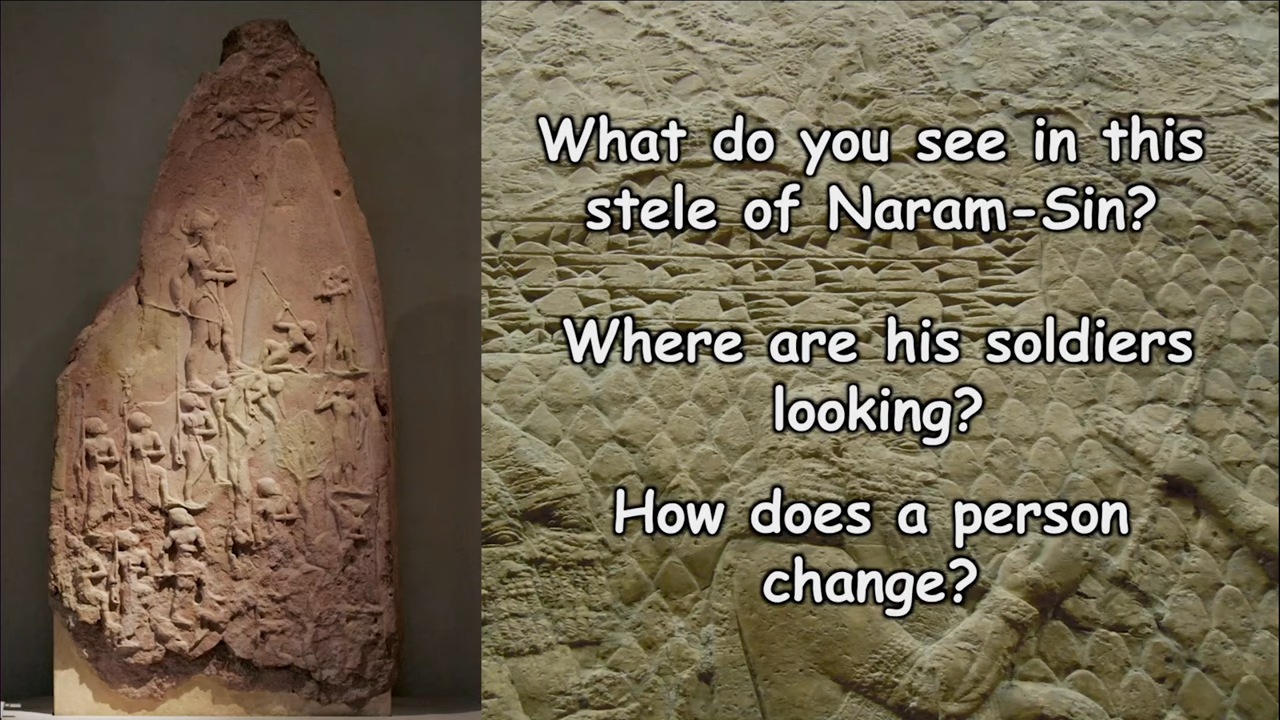 What do you see in this
stele of Naram-Sin?
Where are his soldiers
looking?
How does a person
change?